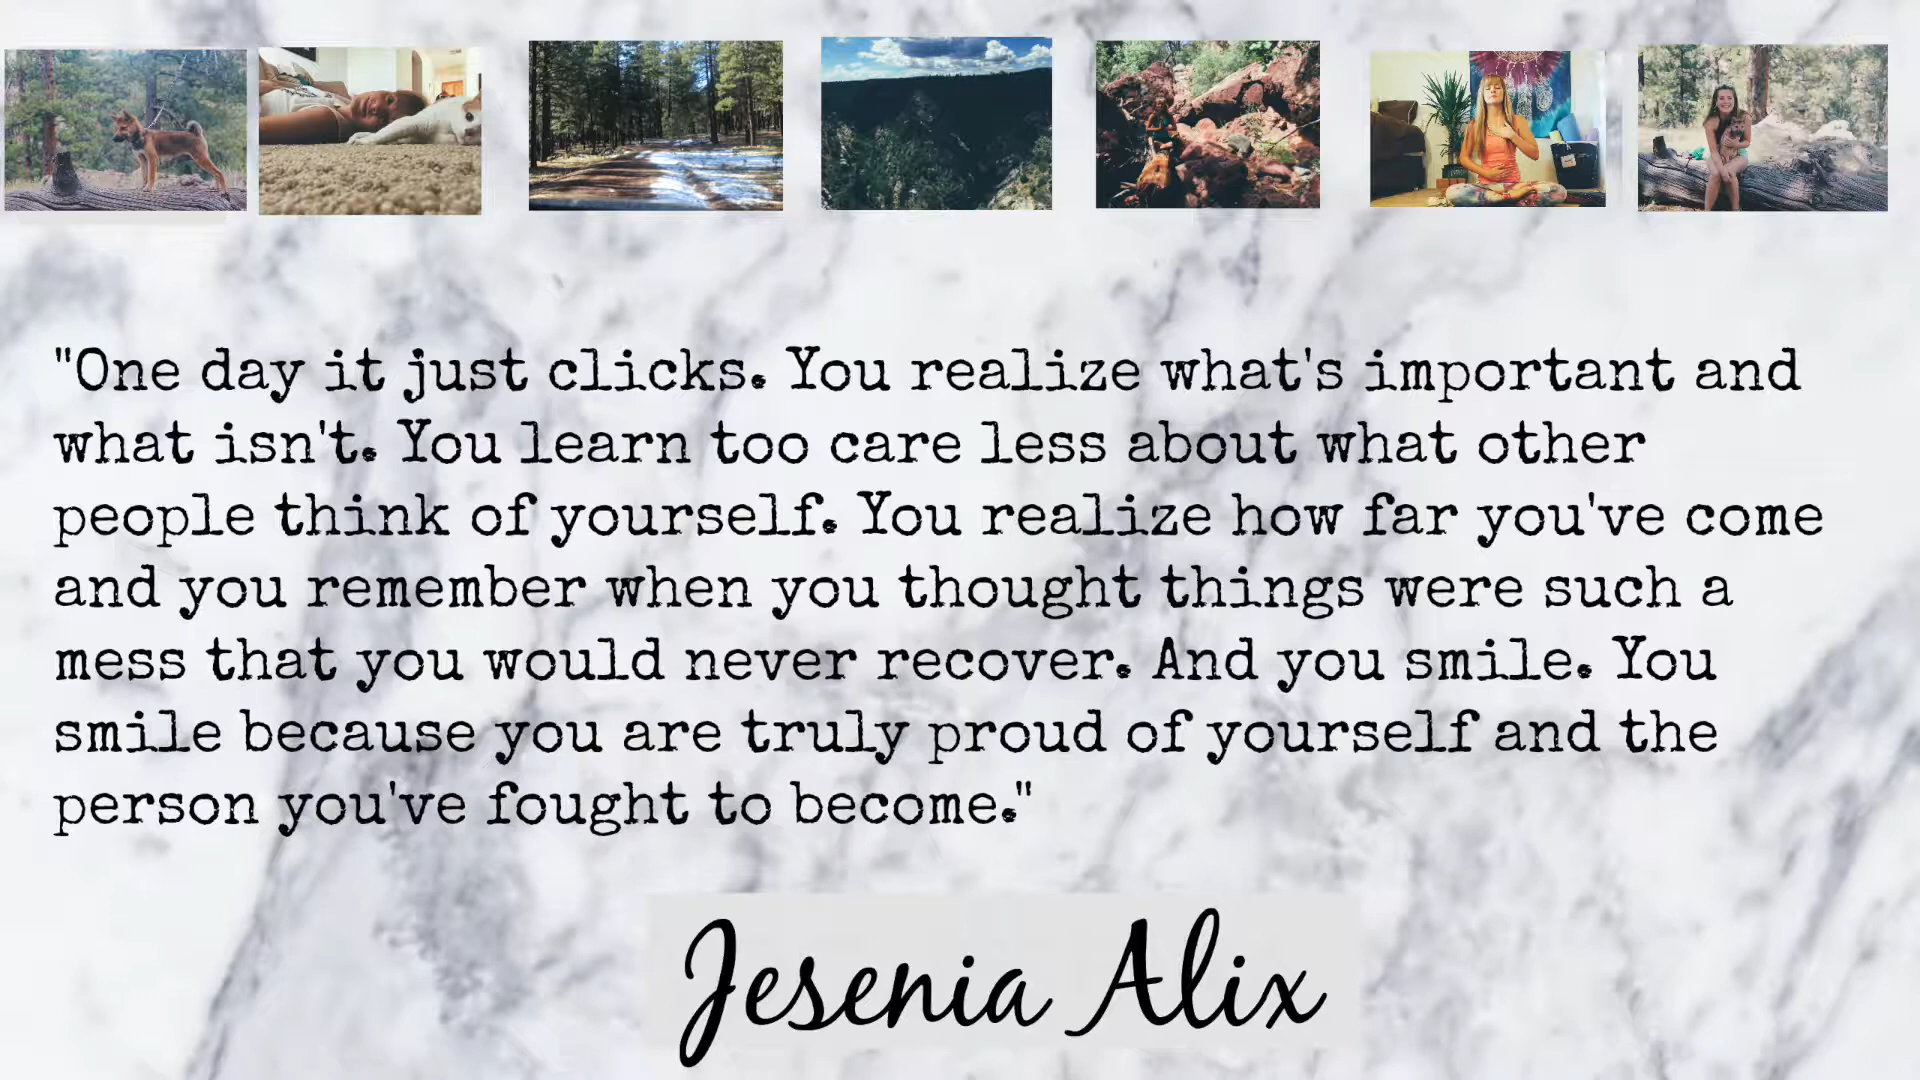 "One day it just clicks. You realize what's important and
what isn't. You learn too care less about what other
people think of yourself. You realize how far you've come
and you remember when you thought things were such a
mess that you would never recover. And you smile. You
smile because you are truly proud of yourself and the
person you've fought to become."
Jesenia Alix